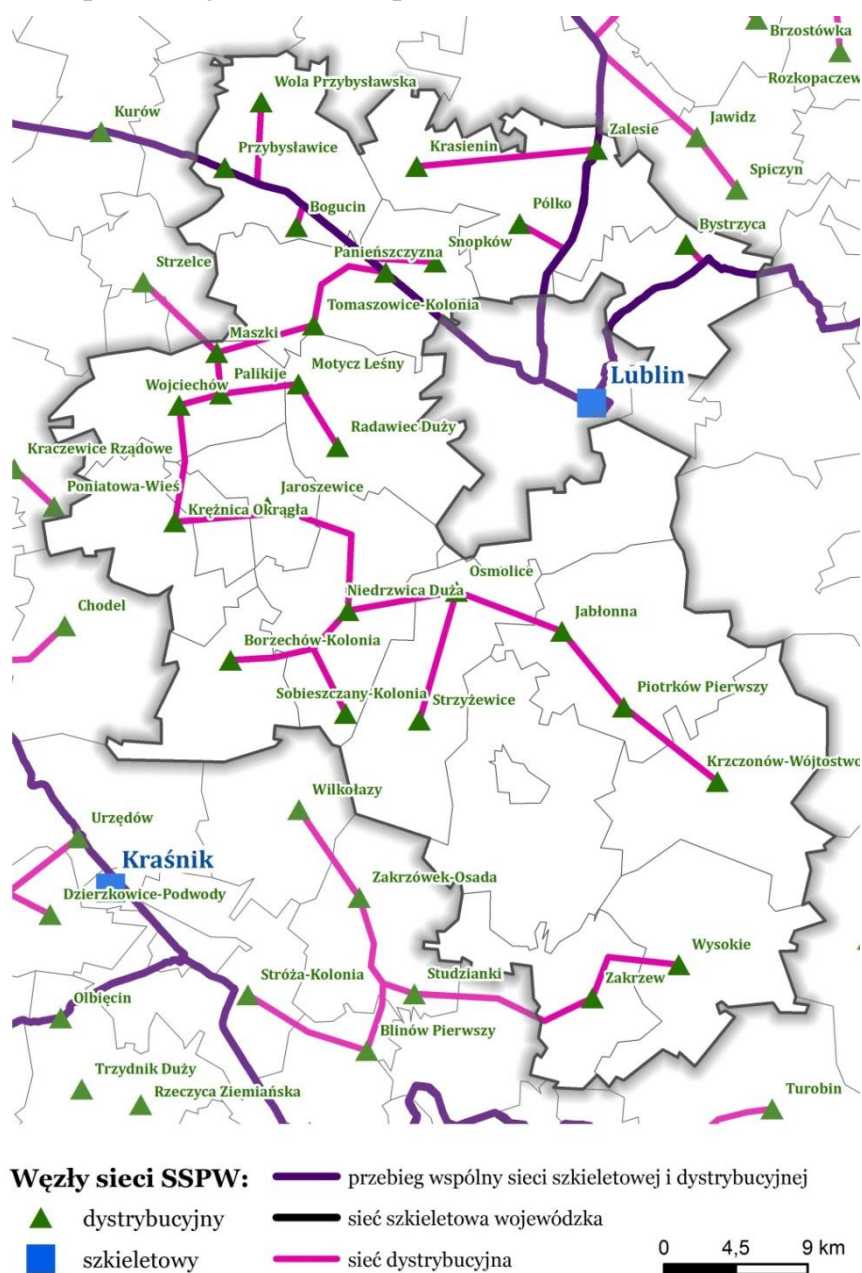 Brzostówka
Wola Przybysławska
Rozkopaczew
Kurów
Jawidz
Zalesie
Przybysławice
Krasienin
Spiczyn
Pólko
Bogucin
Bystrzyca
Panieńszczyzna
Snopków
Strzelce
Tomaszowice-Kolonia
Maszki
Motycz Leśny
Palikije
Lublin
Wojciechów
Radawiec Duży
Kraczewice Rządowe
Jaroszewice
Poniatowa-Wieś
Krężnica Okrągła
Osmolice
Niedrzwica Duża
Chodel
Jabłonna
Borzechów-Kolonia
Piotrków Pierwszy
Sobieszczany-Kolonia
Strzyżewice
Krzczonów-Wójtostwo
Wilkołazy
Urzędów
Kraśnik
Zakrzówek-Osada
Dzierzkowice-Podwody
Wysokie
Stróża-Kolonia
Studzianki
Zakrzew
Olbięcin
Blinów Pierwszy
Trzydnik Duży
Rzeczyca Ziemiańska
Turobin
Węzły sieci SSPW:
dystrybucyjny
szkieletowy
przebieg wspólny sieci szkieletowej i dystrybucyjnej
sieć szkieletowa wojewódzka
sieć dystrybucyjna
0 4,5 9 km